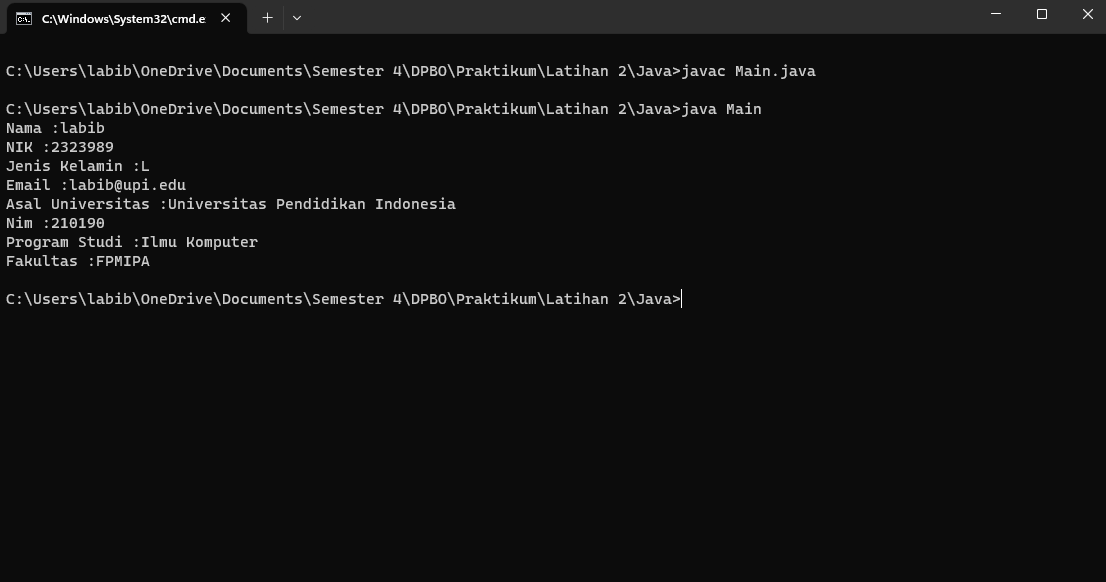 C:\Windows\System32\cmd.e
C:\Users\labib\OneDrive\Documents\Semester 4\DPBO\Praktikum\Latihan 2\Java>javac Main.java
C:\Users\labib\OneDrive\Documents\Semester 4\DPBO\Praktikum\Latihan 2\Java>java Main
Nama :labib
NIK :2323989
Jenis Kelamin :L
Email :labib@upi.edu
Asal Universitas :Universitas Pendidikan Indonesia
Nim :210190
Program Studi :Ilmu Komputer
Fakultas :FPMIPA
C:\Users\labib\OneDrive\Documents\Semester 4\DPBO\Praktikum\Latihan 2\Java>